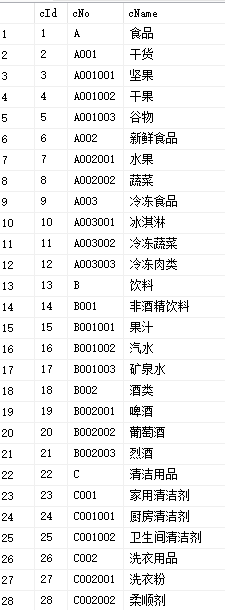 cId cNo cName
1 1 A 食品
2 2 A001 干货
3 3 A001001 坚果
4 4 A001002 干果
5 5 A001003 谷物
6 6 A002 新鲜食品
7 7 A002001 水果
8 8 A002002 蔬菜
9 9 A003 冷冻食品
10 10 A003001 冰淇淋
11 11 A003002 冷冻蔬菜
12 12 A003003 冷冻肉类
13 13 B 饮料
14 14 B001 非酒精饮料
15 15 B001001 果汁
16 16 B001002 汽水
17 17 B001003 矿泉水
18 18 B002 酒类
19 19 B002001 啤酒
20 20 B002002 葡萄酒
21 21 B002003 烈酒
22 22 C 清洁用品
23 23 C001 家用清洁剂
24 24 C001001 厨房清洁剂
25 25 C001002 卫生间清洁剂
26 26 C002 洗衣用品
27 27 C002001 洗衣粉
28 28 C002002 柔顺剂